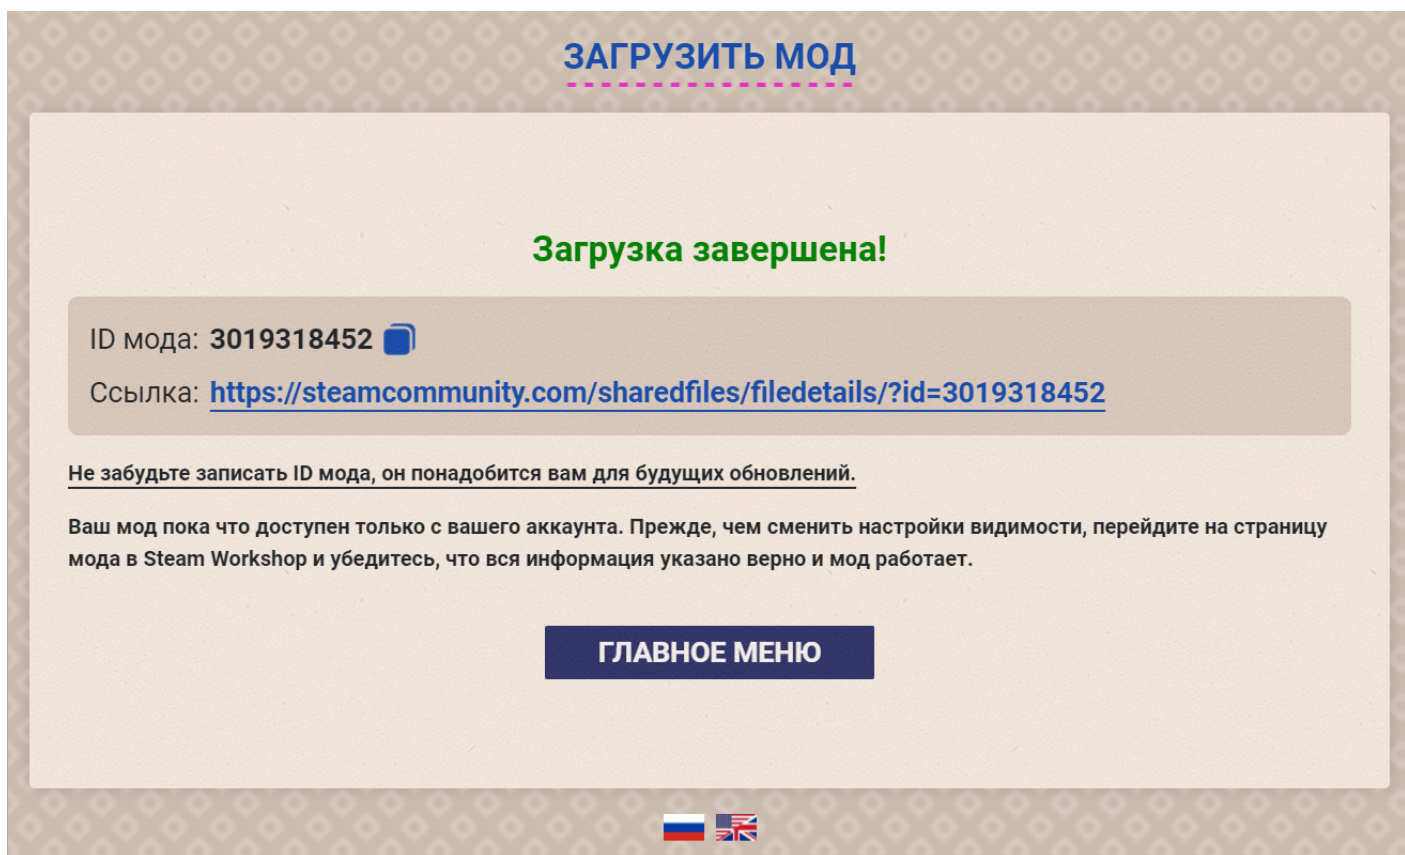 ЗАГРУЗИТЬ МОД
Загрузка завершена!
ID мода: 3019318452
Ссылка: https://steamcommunity.com/sharedfiles/filedetails/?id=3019318452
Не забудьте записать ID мода, он понадобится вам для будущих обновлений.
Ваш мод пока что доступен только с вашего аккаунта. Прежде, чем сменить настройки видимости, перейдите на страницу
мода в Steam Workshop и убедитесь, что вся информация указано верно и мод работает.
ГЛАВНОЕ МЕНЮ